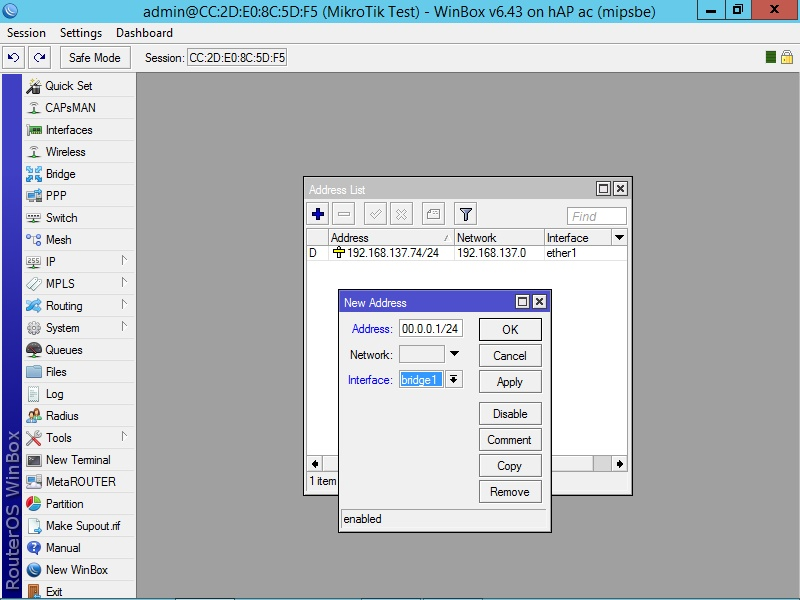 admin@CC:2D:E0:8C:5D:F5 (MikroTik Test) - WinBox v6.43 on hAP ac (mipsbe)
Session Settings Dashboard
Safe Mode Session: CC:2D:E0:8C:5D:F5
Quick Set
CAPsMAN
Interfaces
Wireless
Bridge
PPP
Switch
Mesh
IP
MPLS
Routing
System
Queues
Files
Log
Radius
Tools
New Terminal
MetaROUTER
Partition
Make Supout.rif
Manual
New WinBox
Exit
RouterOS WinBox
Address List
Find
Address Network Interface
D 192.168.137.74/24 192.168.137.0 ether1
1 item
New Address
Address: 00.0.0.1/24 OK
Network: Cancel
Interface: bridge1 Apply
Disable
Comment
Copy
Remove
enabled